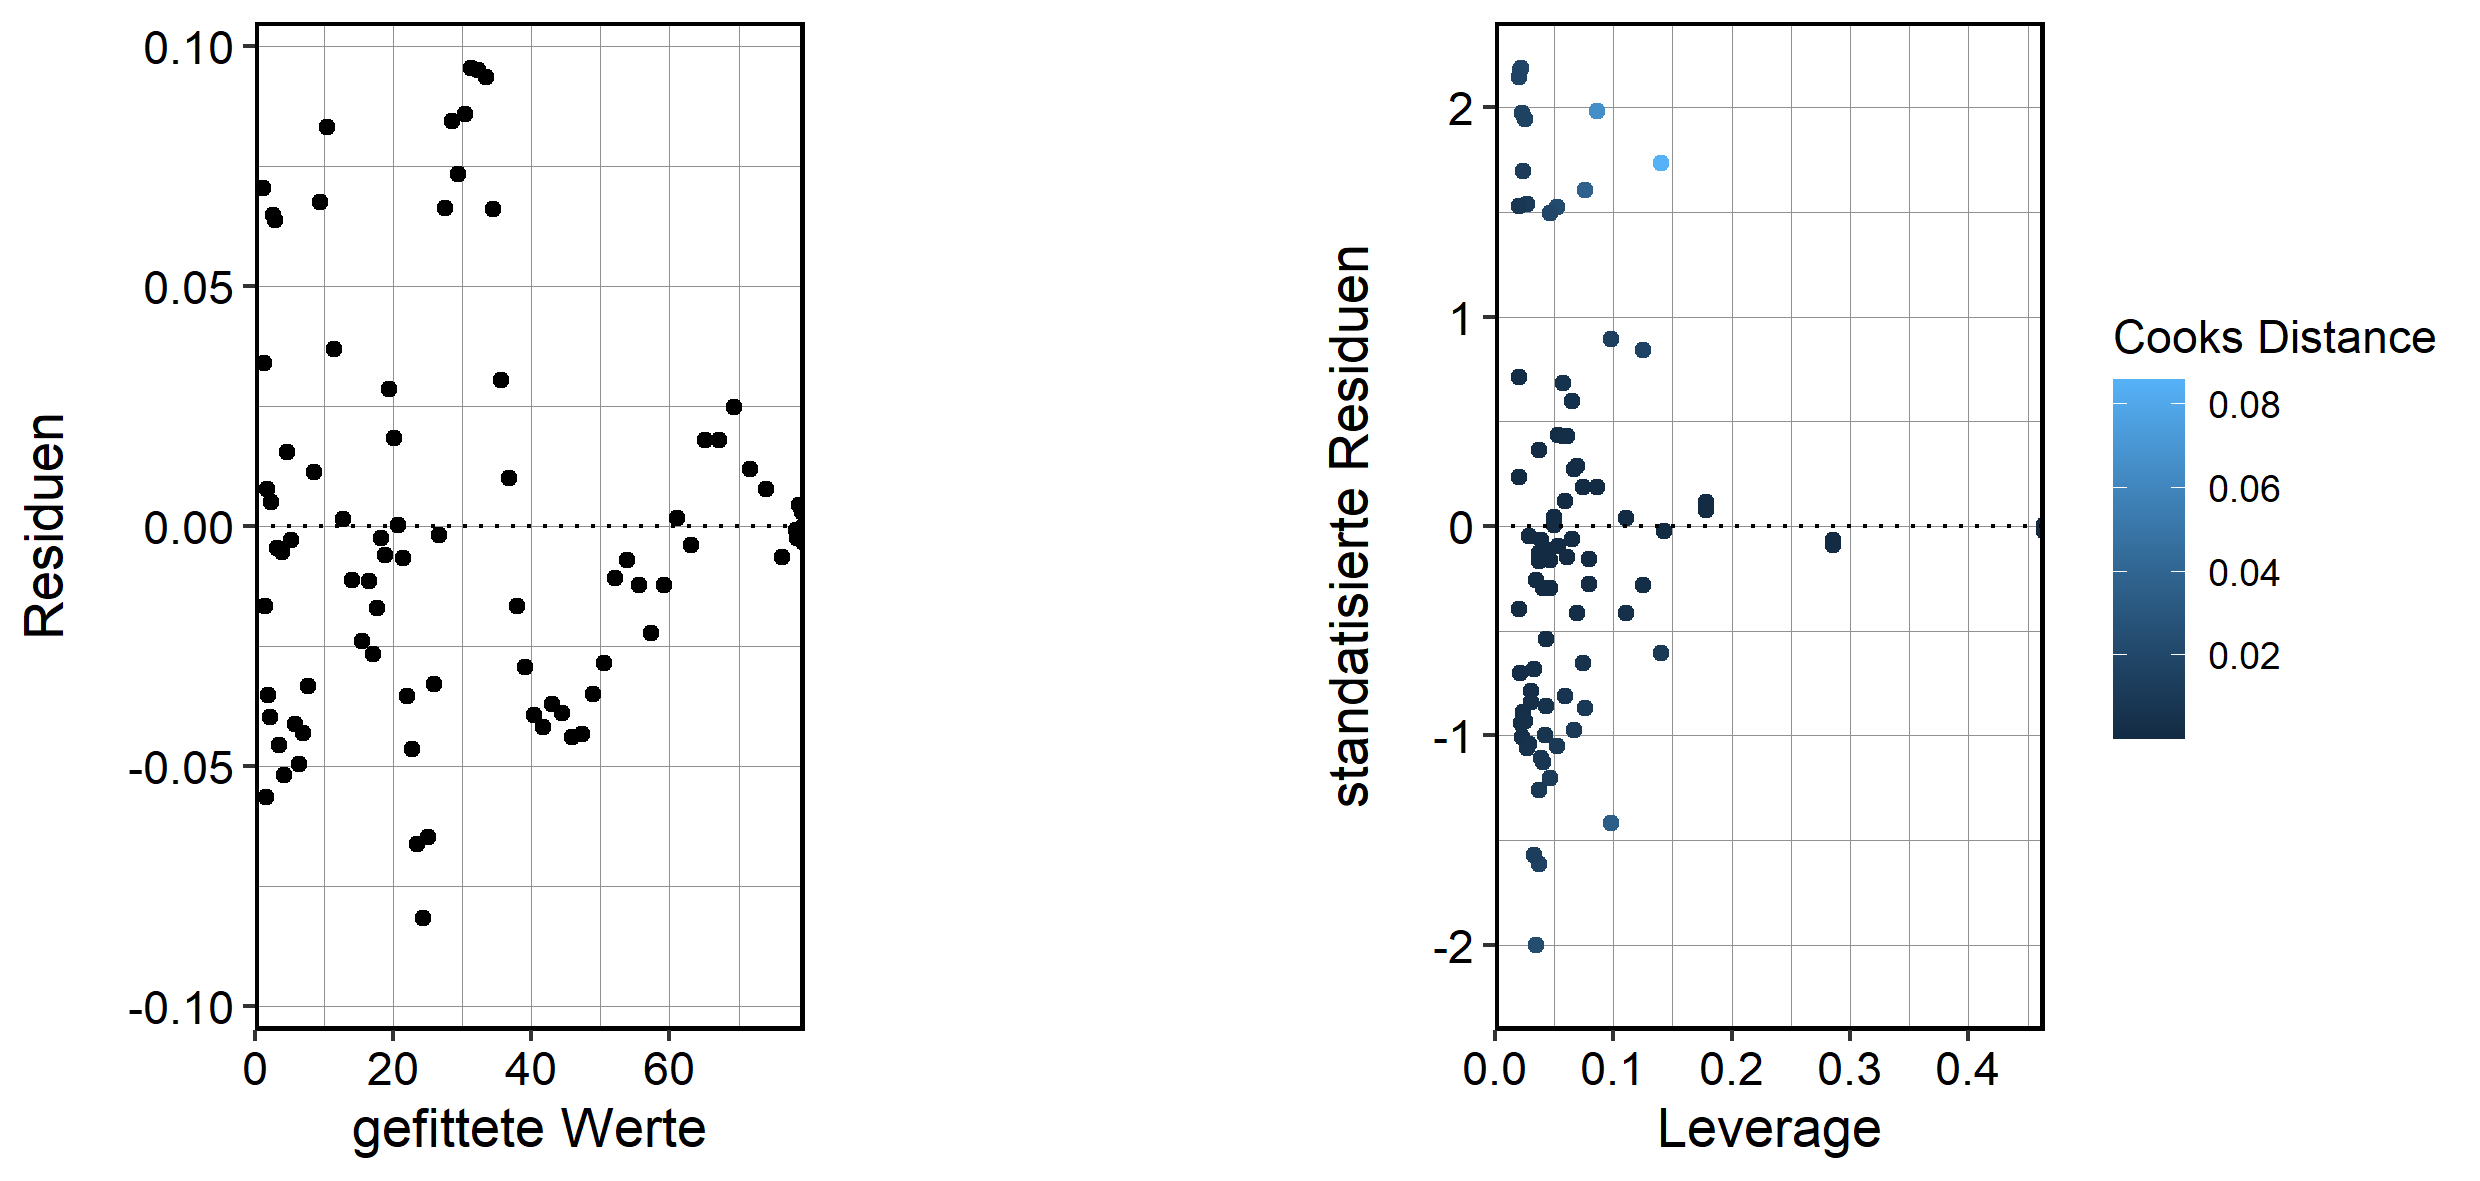 0.10
0.05
0.00
-0.05
-0.10
Residuen
0 20 40 60
gefittete Werte
2
1
0
-1
-2
standatisierte Residuen
0.0 0.1 0.2 0.3 0.4
Leverage
Cooks Distance
0.08
0.06
0.04
0.02